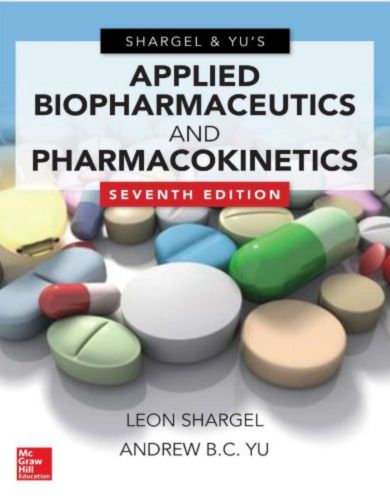 SHARGEL & YU'S
APPLIED
BIOPHARMACEUTICS
AND
PHARMACOKINETICS
SEVENTH EDITION
LEON SHARGEL
ANDREW B.C. YU
Mc
Graw
Hill
Education